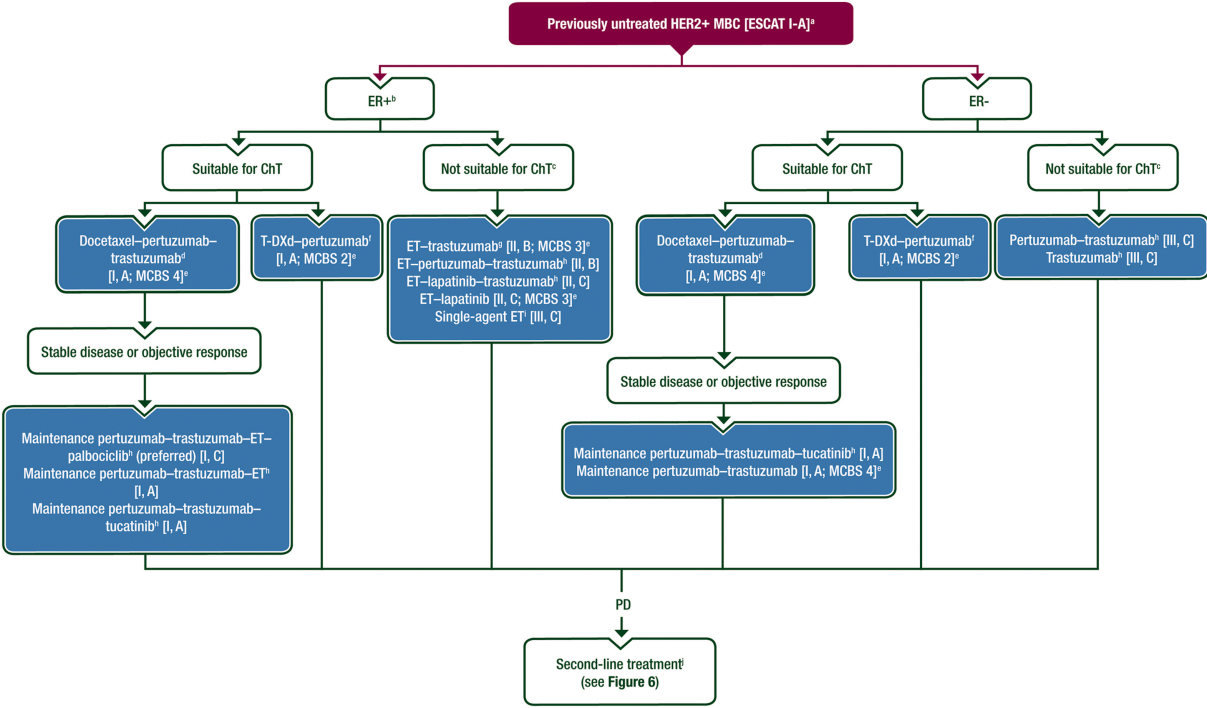 Previously untreated HER2+ MBC [ESCAT I-A]ᵃ
ER+ᵇ
ER-
Suitable for ChT
Not suitable for ChTᶜ
Suitable for ChT
Not suitable for ChTᶜ
Docetaxel–pertuzumab–
trastuzumabᵈ
[I, A; MCBS 4]ᵉ
T-DXd–pertuzumabᶠ
[I, A; MCBS 2]ᵉ
ET–trastuzumabᵍ [II, B; MCBS 3]ᵉ
ET–pertuzumab–trastuzumabʰ [II, B]
ET–lapatinib–trastuzumabʰ [II, C]
ET–lapatinib [II, C; MCBS 3]ᵉ
Single-agent ETⁱ [III, C]
Docetaxel–pertuzumab–
trastuzumabᵈ
[I, A; MCBS 4]ᵉ
T-DXd–pertuzumabᶠ
[I, A; MCBS 2]ᵉ
Pertuzumab–trastuzumabʰ [III, C]
Trastuzumabʰ [III, C]
Stable disease or objective response
Stable disease or objective response
Maintenance pertuzumab–trastuzumab–ET–
palbociclibʰ (preferred) [I, C]
Maintenance pertuzumab–trastuzumab–ETʰ
[I, A]
Maintenance pertuzumab–trastuzumab–
tucatinibʰ [I, A]
Maintenance pertuzumab–trastuzumab–tucatinibʰ [I, A]
Maintenance pertuzumab–trastuzumab [I, A; MCBS 4]ᵉ
PD
Second-line treatmentʲ
(see Figure 6)